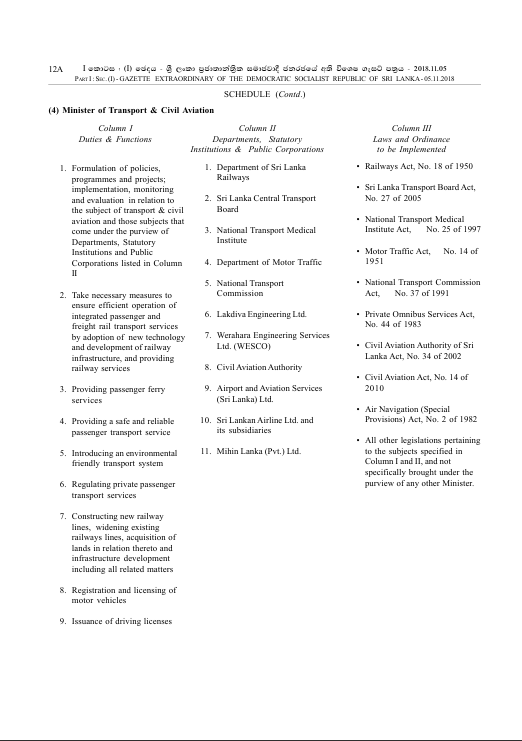 12A
I කොටස : (I) ඡෙදය - ශ්‍රී ලංකා ප්‍රජාතාන්ත්‍රික සමාජවාදී ජනරජයේ අති විශෙෂ ගැසට් පත්‍රය - 2018.11.05
PART I : SEC. (I) - GAZETTE EXTRAORDINARY OF THE DEMOCRATIC SOCIALIST REPUBLIC OF SRI LANKA - 05.11.2018
SCHEDULE (Contd.)
(4) Minister of Transport & Civil Aviation
Column I
Duties & Functions
1. Formulation of policies,
programmes and projects;
implementation, monitoring
and evaluation in relation to
the subject of transport & civil
aviation and those subjects that
come under the purview of
Departments, Statutory
Institutions and Public
Corporations listed in Column
II
2. Take necessary measures to
ensure efficient operation of
integrated passenger and
freight rail transport services
by adoption of new technology
and development of railway
infrastructure, and providing
railway services
3. Providing passenger ferry
services
4. Providing a safe and reliable
passenger transport service
5. Introducing an environmental
friendly transport system
6. Regulating private passenger
transport services
7. Constructing new railway
lines, widening existing
railways lines, acquisition of
lands in relation thereto and
infrastructure development
including all related matters
8. Registration and licensing of
motor vehicles
9. Issuance of driving licenses
Column II
Departments, Statutory
Institutions & Public Corporations
1. Department of Sri Lanka
Railways
2. Sri Lanka Central Transport
Board
3. National Transport Medical
Institute
4. Department of Motor Traffic
5. National Transport
Commission
6. Lakdiva Engineering Ltd.
7. Werahara Engineering Services
Ltd. (WESCO)
8. Civil Aviation Authority
9. Airport and Aviation Services
(Sri Lanka) Ltd.
10. Sri Lankan Airline Ltd. and
its subsidiaries
11. Mihin Lanka (Pvt.) Ltd.
Column III
Laws and Ordinance
to be Implemented
• Railways Act, No. 18 of 1950
• Sri Lanka Transport Board Act,
No. 27 of 2005
• National Transport Medical
Institute Act, No. 25 of 1997
• Motor Traffic Act, No. 14 of
1951
• National Transport Commission
Act, No. 37 of 1991
• Private Omnibus Services Act,
No. 44 of 1983
• Civil Aviation Authority of Sri
Lanka Act, No. 34 of 2002
• Civil Aviation Act, No. 14 of
2010
• Air Navigation (Special
Provisions) Act, No. 2 of 1982
• All other legislations pertaining
to the subjects specified in
Column I and II, and not
specifically brought under the
purview of any other Minister.